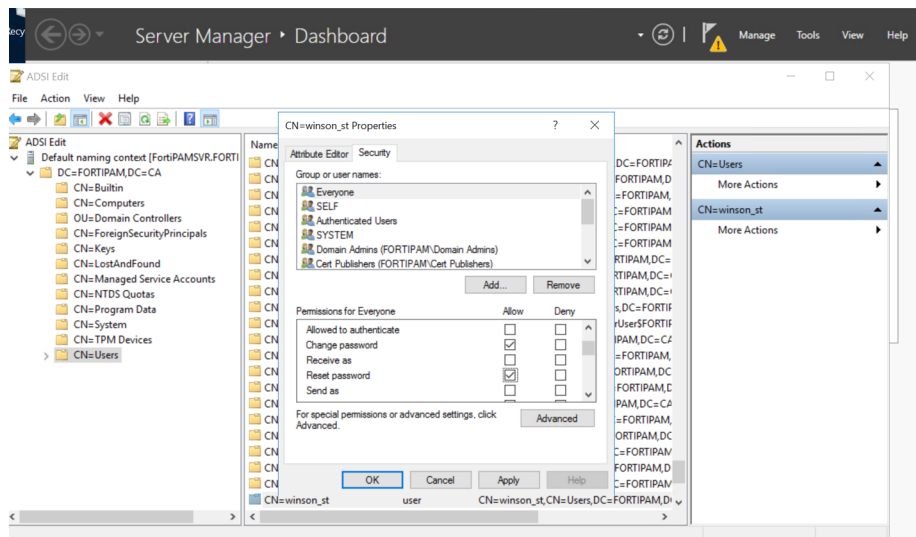 ecy
Server Manager ‣ Dashboard
Manage Tools View Help
ADSI Edit
File Action View Help
CN=winson_st Properties
Attribute Editor Security
Group or user names:
Everyone
SELF
Authenticated Users
SYSTEM
Domain Admins (FORTIPAM\Domain Admins)
Cert Publishers (FORTIPAM\Cert Publishers)
Add... Remove
Permissions for Everyone Allow Deny
Allowed to authenticate
Change password
Receive as
Reset password
Send as
For special permissions or advanced settings, click
Advanced.
Advanced
OK Cancel Apply Help
ADSI Edit
Default naming context [FortiPAMSVR.FORTI
DC=FORTIPAM,DC=CA
CN=Builtin
CN=Computers
OU=Domain Controllers
CN=ForeignSecurityPrincipals
CN=Keys
CN=LostAndFound
CN=Managed Service Accounts
CN=NTDS Quotas
CN=Program Data
CN=System
CN=TPM Devices
CN=Users
Name
CN=winson_st user CN=winson_st,CN=Users,DC=FORTIPAM,D
Actions
CN=Users
More Actions
CN=winson_st
More Actions